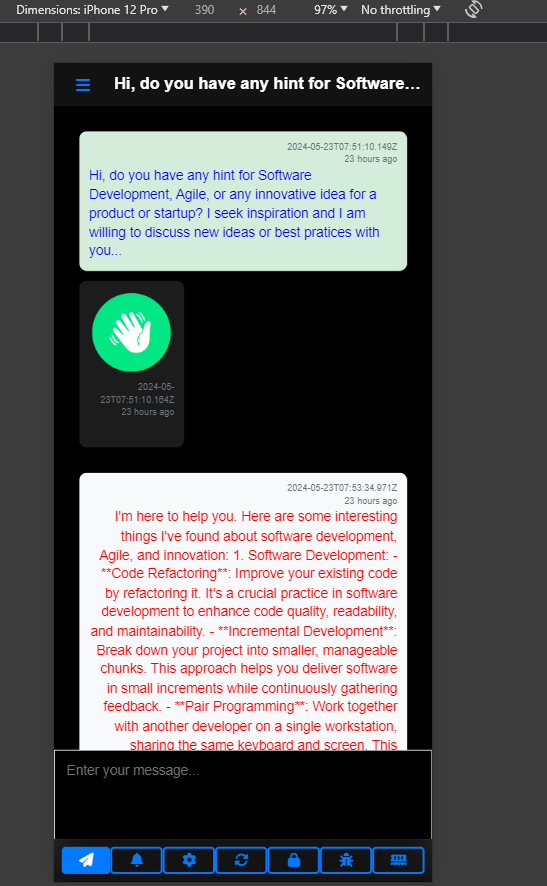 Dimensions: iPhone 12 Pro 390 × 844 97% No throttling
Hi, do you have any hint for Software...
2024-05-23T07:51:10.149Z
23 hours ago
Hi, do you have any hint for Software
Development, Agile, or any innovative idea for a
product or startup? I seek inspiration and I am
willing to discuss new ideas or best pratices with
you...
2024-05-
23T07:51:10.164Z
23 hours ago
2024-05-23T07:53:34.971Z
23 hours ago
I'm here to help you. Here are some interesting
things I've found about software development,
Agile, and innovation: 1. Software Development: -
**Code Refactoring**: Improve your existing code
by refactoring it. It's a crucial practice in software
development to enhance code quality, readability,
and maintainability. - **Incremental Development**:
Break down your project into smaller, manageable
chunks. This approach helps you deliver software
in small increments while continuously gathering
feedback. - **Pair Programming**: Work together
with another developer on a single workstation,
sharing the same keyboard and screen. This
Enter your message...